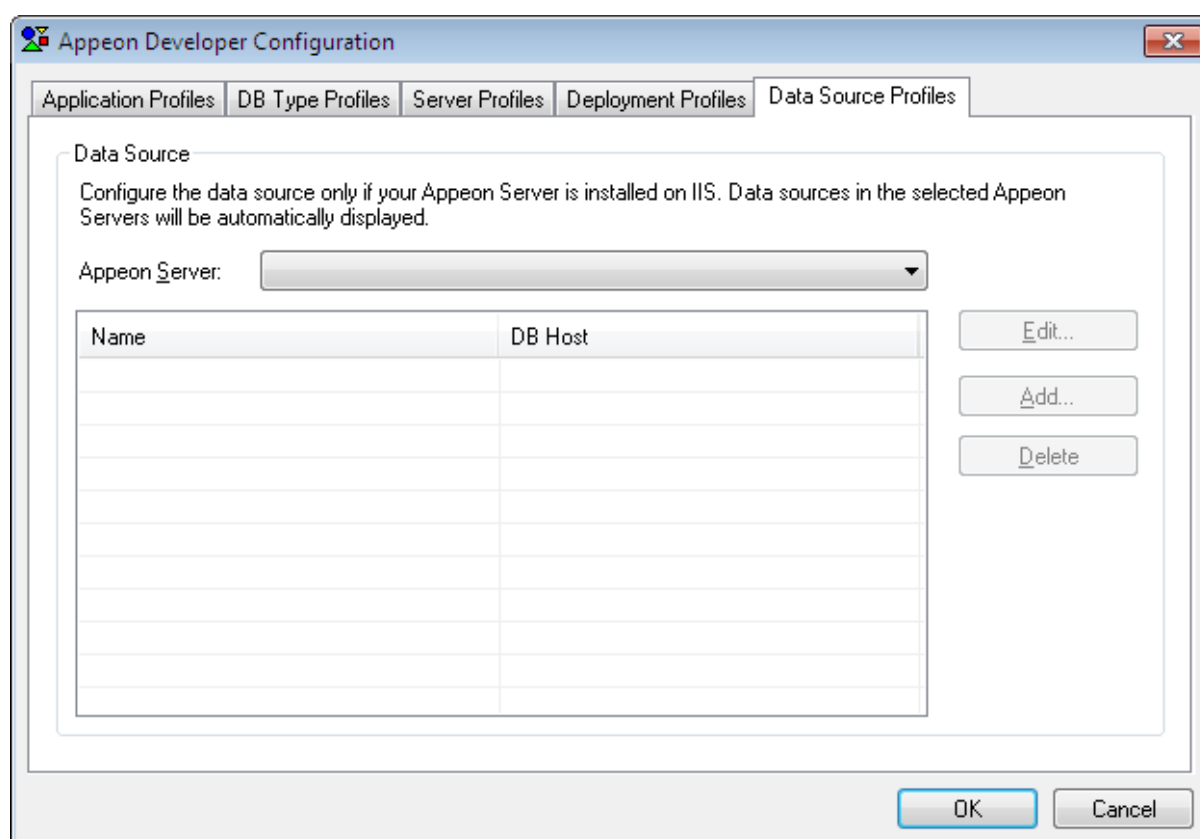 Appeon Developer Configuration
Application Profiles DB Type Profiles Server Profiles Deployment Profiles Data Source Profiles
Data Source
Configure the data source only if your Appeon Server is installed on IIS. Data sources in the selected Appeon
Servers will be automatically displayed.
Appeon Server:
Name DB Host
Edit...
Add...
Delete
OK Cancel